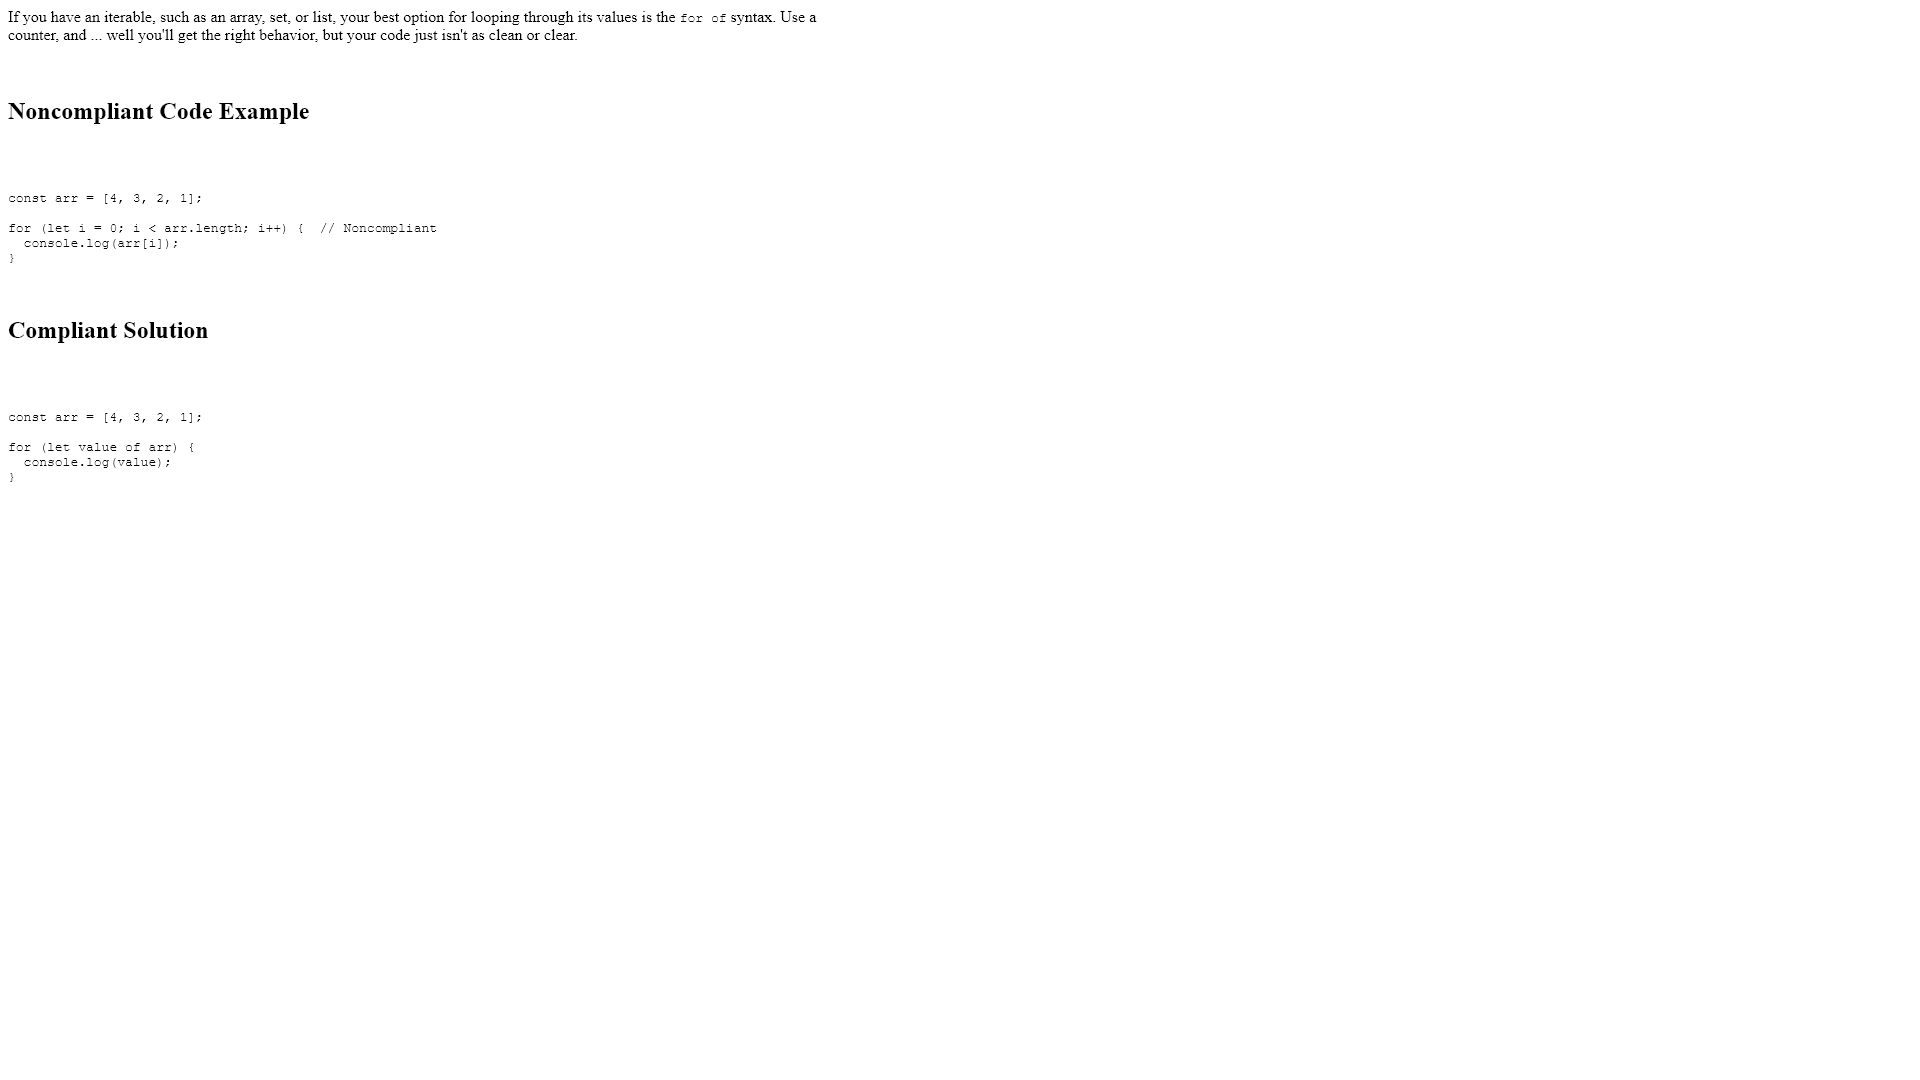 If you have an iterable, such as an array, set, or list, your best option for looping through its values is the for of syntax. Use a
counter, and ... well you'll get the right behavior, but your code just isn't as clean or clear.
Noncompliant Code Example
const arr = [4, 3, 2, 1];
for (let i = 0; i < arr.length; i++) {  // Noncompliant
  console.log(arr[i]);
}
Compliant Solution
const arr = [4, 3, 2, 1];
for (let value of arr) {
  console.log(value);
}